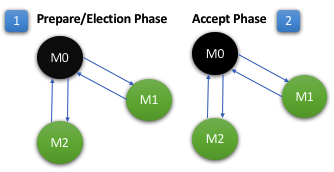 1 Prepare/Election Phase
M0
M1
M2
Accept Phase 2
M0
M1
M2